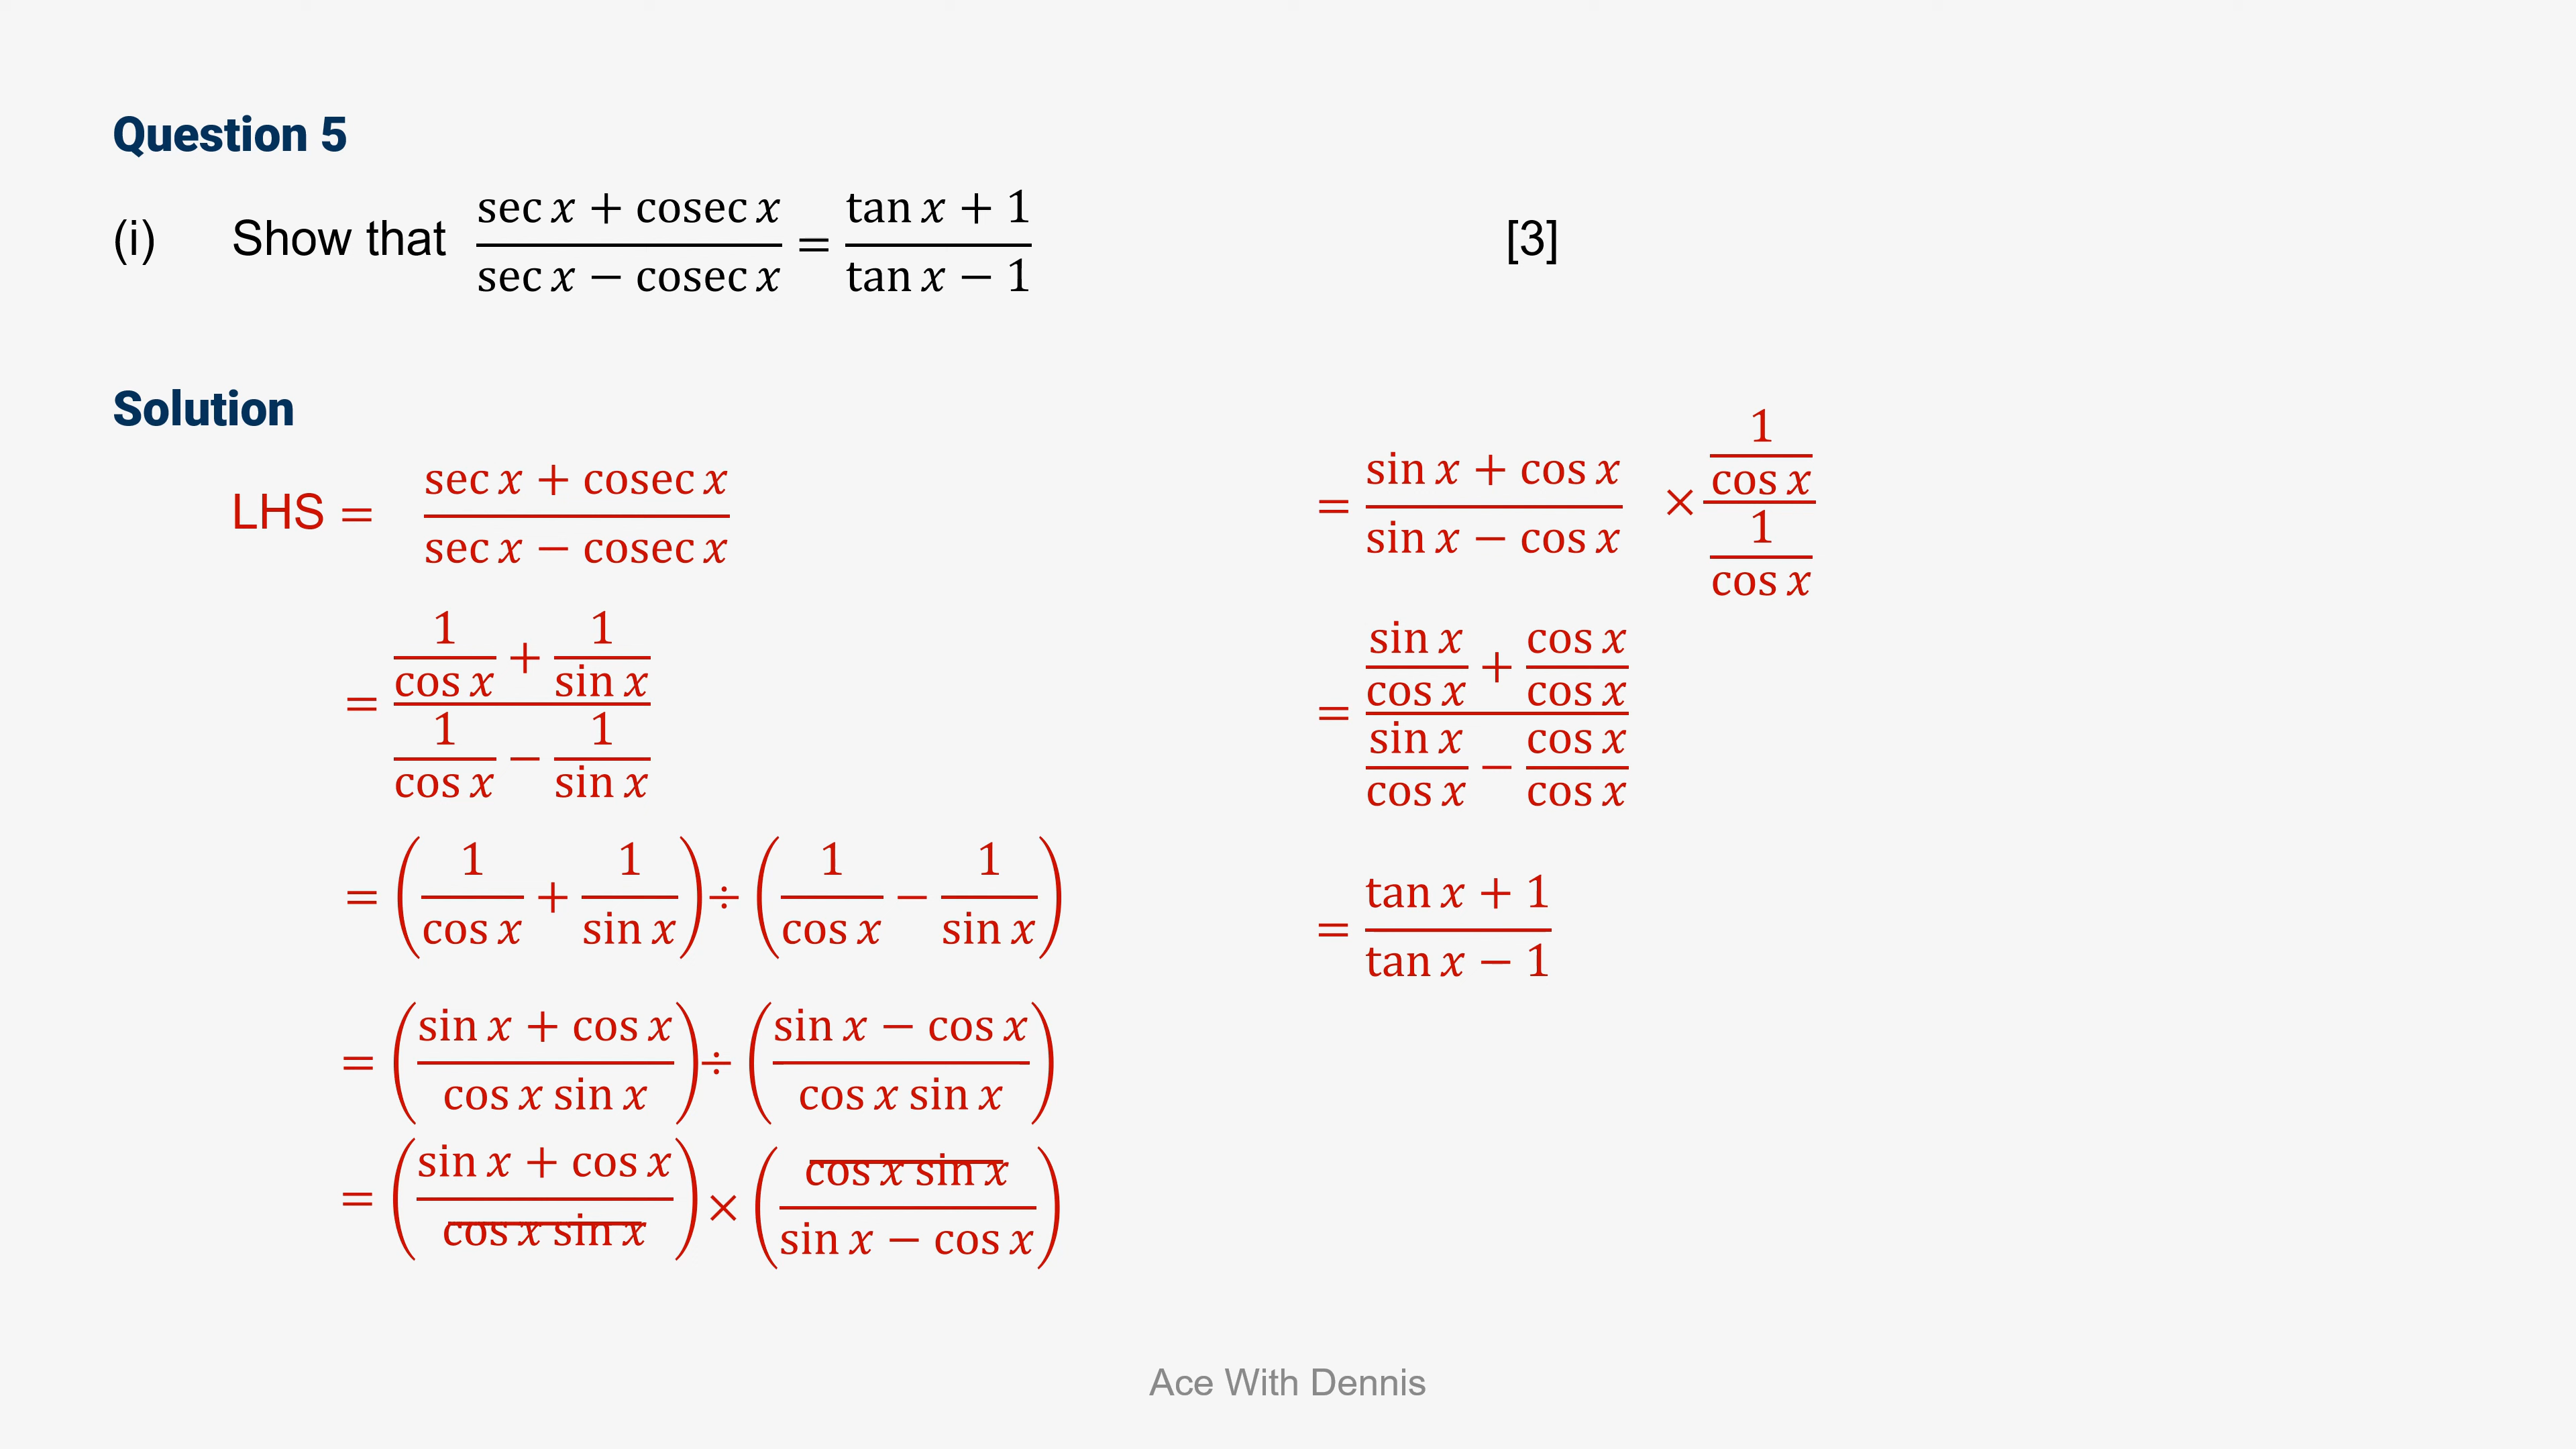 Question 5
(i) Show that (sec x + cosec x)/(sec x − cosec x) = (tan x + 1)/(tan x − 1) [3]
Solution
LHS = (sec x + cosec x)/(sec x − cosec x)
= (1/cos x + 1/sin x)/(1/cos x − 1/sin x)
= (1/cos x + 1/sin x) ÷ (1/cos x − 1/sin x)
= ((sin x + cos x)/(cos x sin x)) ÷ ((sin x − cos x)/(cos x sin x))
= ((sin x + cos x)/(cos x sin x)) × ((cos x sin x)/(sin x − cos x))
= (sin x + cos x)/(sin x − cos x) × (1/cos x)/(1/cos x)
= (sin x/cos x + cos x/cos x)/(sin x/cos x − cos x/cos x)
= (tan x + 1)/(tan x − 1)
Ace With Dennis